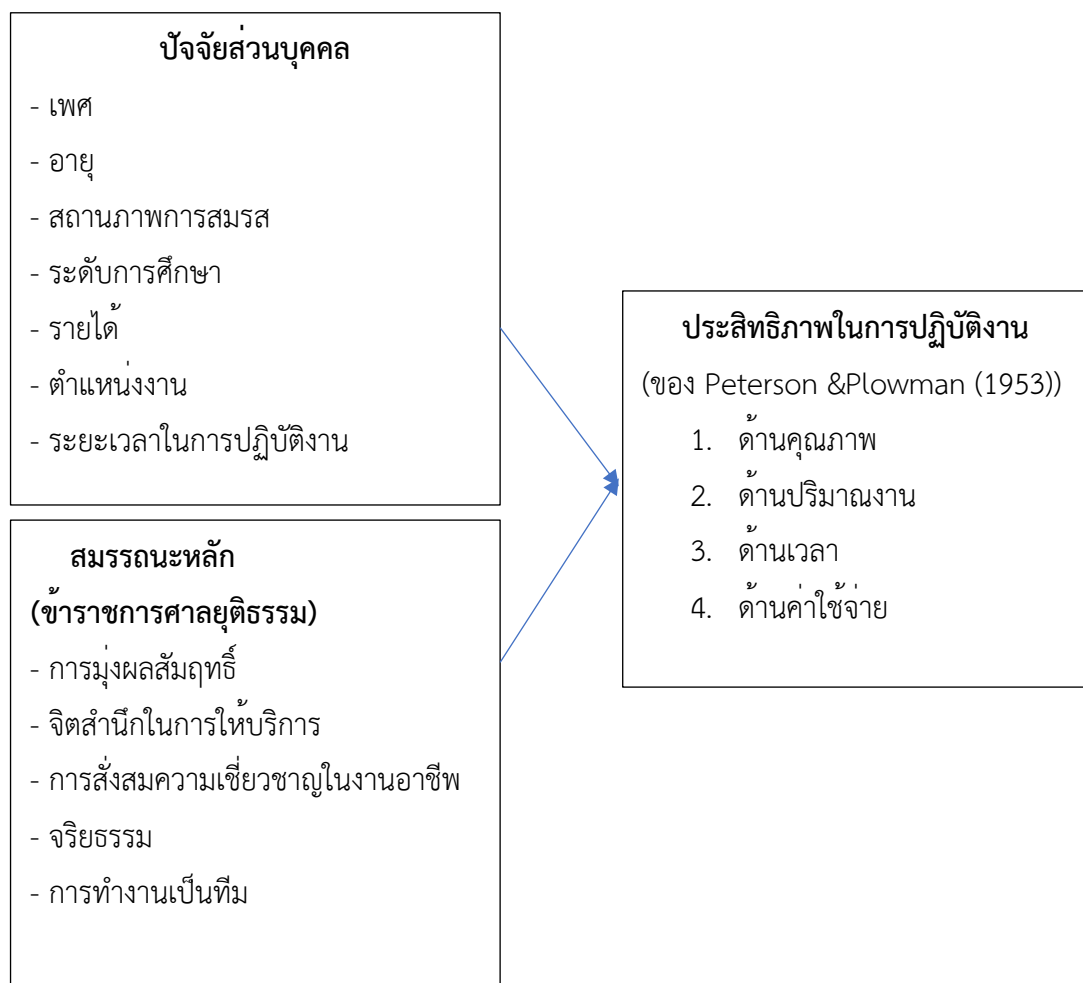 ปัจจัยส่วนบุคคล
- เพศ
- อายุ
- สถานภาพการสมรส
- ระดับการศึกษา
- รายได้
- ตำแหน่งงาน
- ระยะเวลาในการปฏิบัติงาน
สมรรถนะหลัก
(ข้าราชการศาลยุติธรรม)
- การมุ่งผลสัมฤทธิ์
- จิตสำนึกในการให้บริการ
- การสั่งสมความเชี่ยวชาญในงานอาชีพ
- จริยธรรม
- การทำงานเป็นทีม
ประสิทธิภาพในการปฏิบัติงาน
(ของ Peterson &Plowman (1953))
1. ด้านคุณภาพ
2. ด้านปริมาณงาน
3. ด้านเวลา
4. ด้านค่าใช้จ่าย